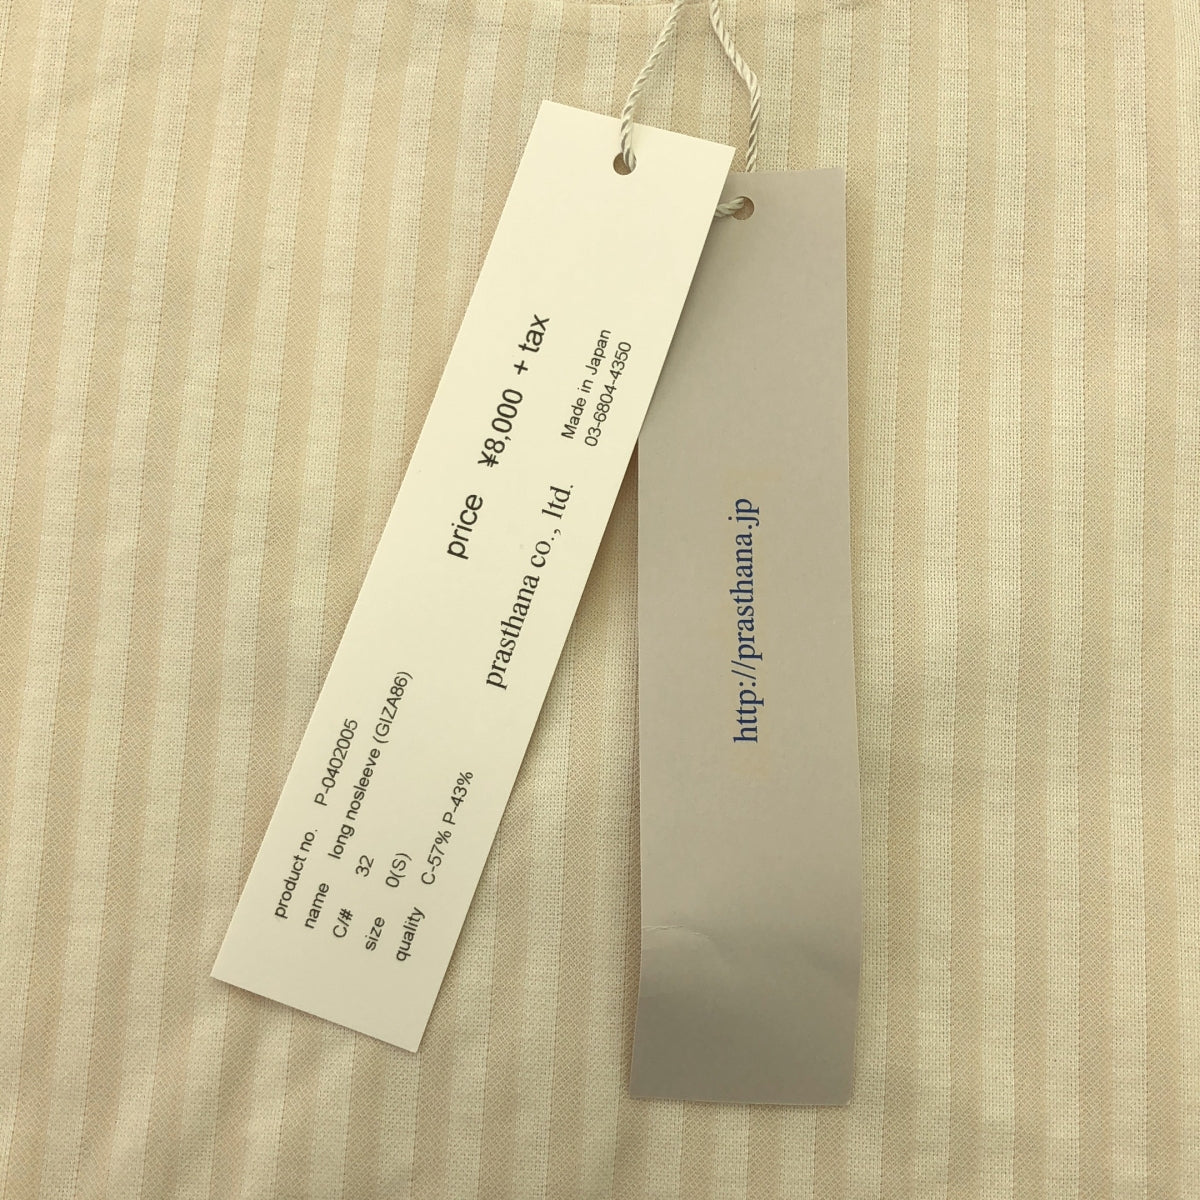 product no. P-0402005
name long nosleeve (GIZA86)
C/# 32
size 0(S)
quality C-57% P-43%
price ¥8,000 + tax
prasthana co., ltd.
Made in Japan
03-6804-4350
http://prasthana.jp